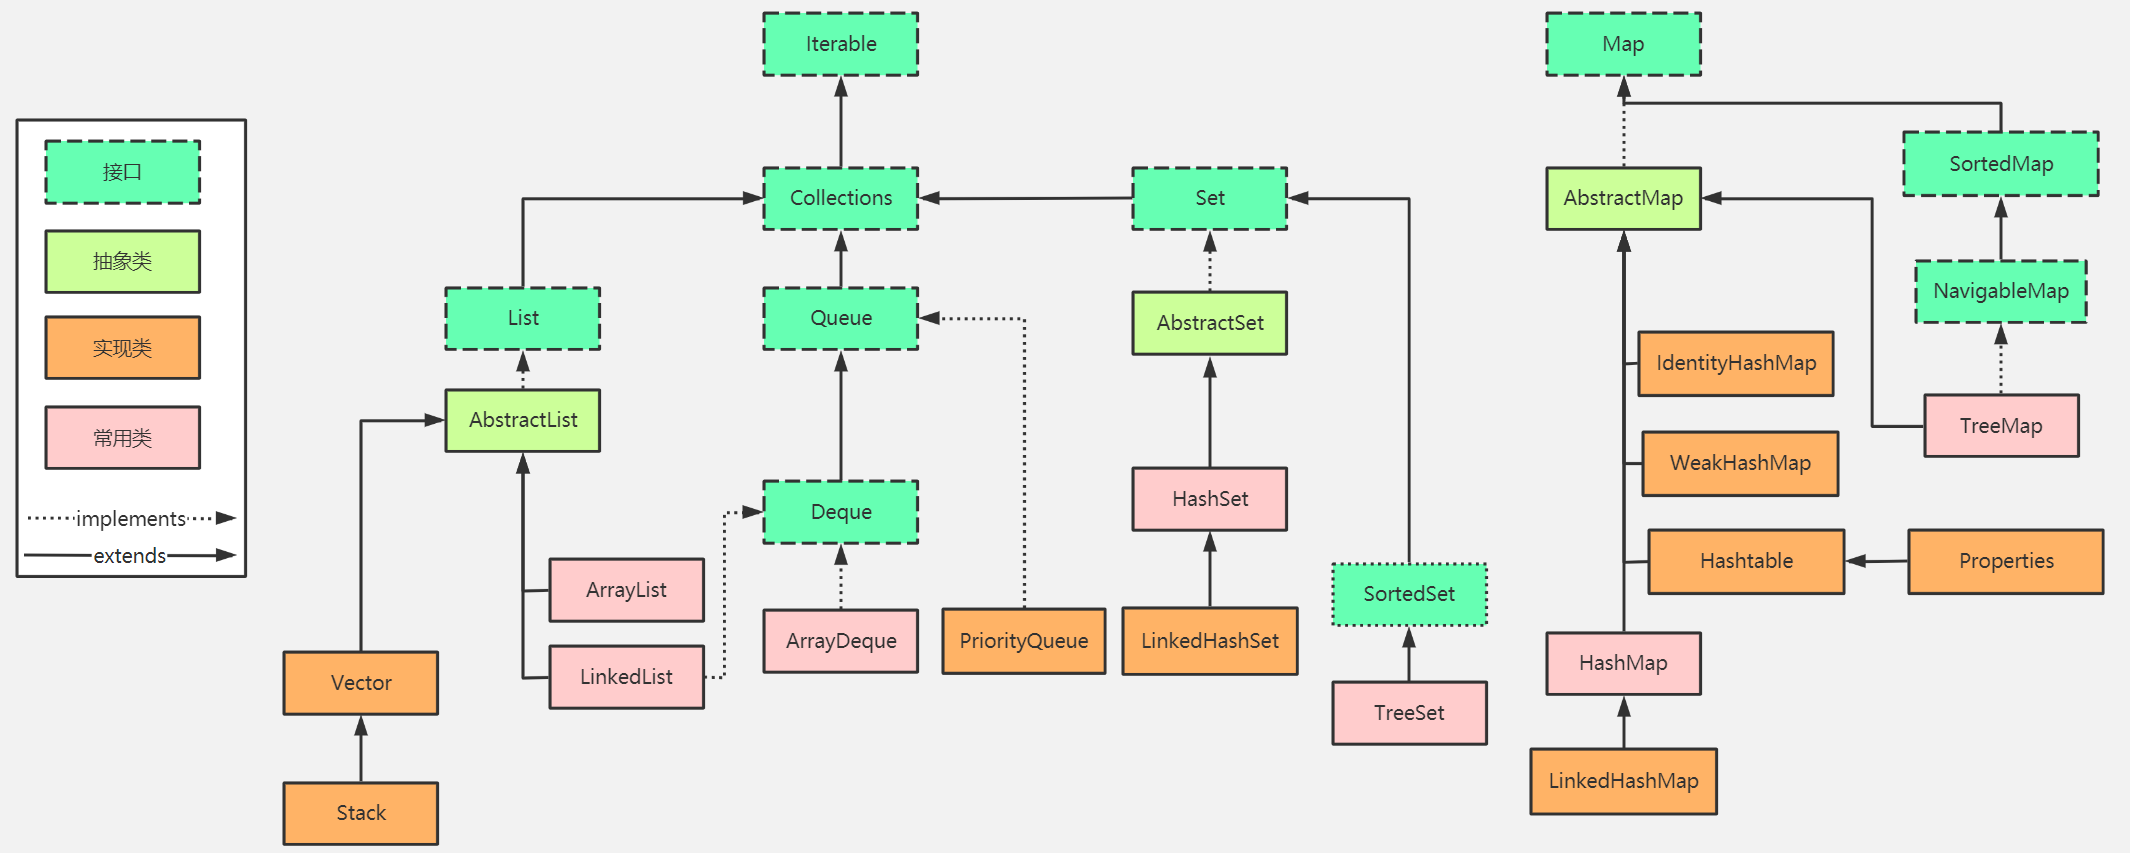 接口
抽象类
实现类
常用类
implements
extends
Iterable
Collections
Set
List
Queue
AbstractSet
AbstractList
HashSet
Deque
ArrayList
SortedSet
ArrayDeque
PriorityQueue
LinkedHashSet
LinkedList
Vector
TreeSet
Stack
Map
SortedMap
AbstractMap
NavigableMap
IdentityHashMap
TreeMap
WeakHashMap
Hashtable
Properties
HashMap
LinkedHashMap